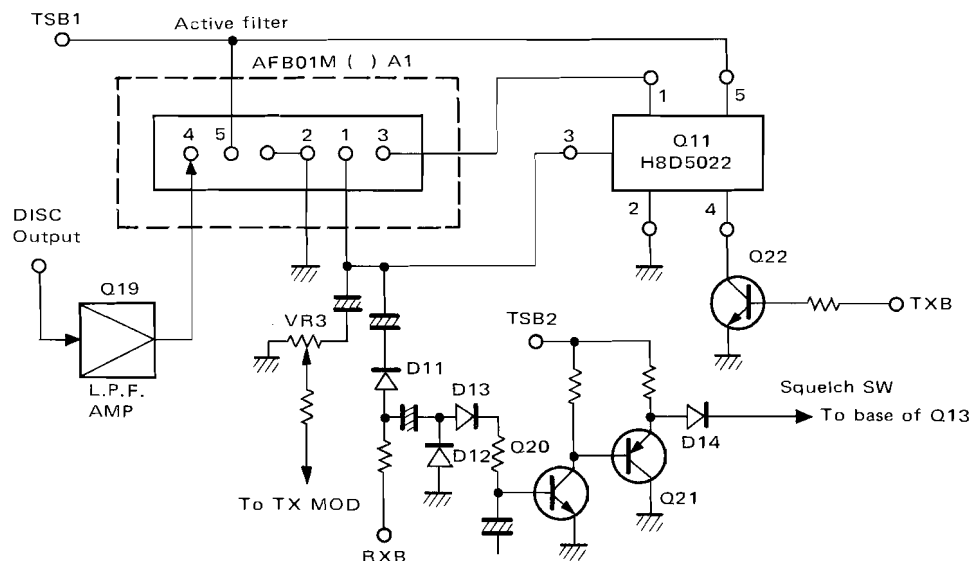 TSB1
Active filter
AFB01M ( ) A1
4
5
2
1
3
1
5
3
Q11
H8D5022
2
4
DISC
Output
Q19
L.P.F.
AMP
VR3
Q22
TXB
TSB2
D11
D13
D12
Q20
Squelch SW
To base of Q13
D14
Q21
To TX MOD
RXB